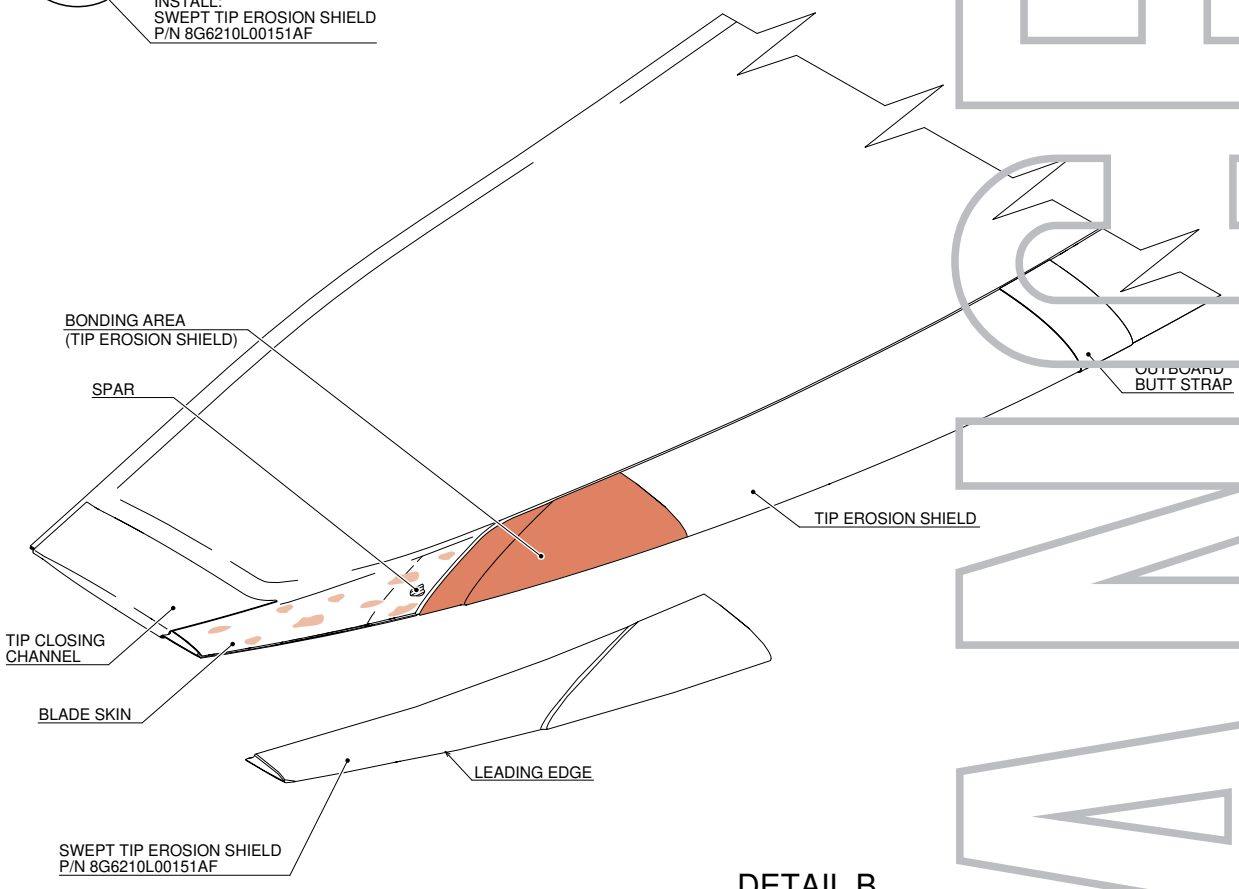 INSTALL:
SWEPT TIP EROSION SHIELD
P/N 8G6210L00151AF
BONDING AREA
(TIP EROSION SHIELD)
SPAR
OUTBOARD
BUTT STRAP
TIP EROSION SHIELD
TIP CLOSING
CHANNEL
BLADE SKIN
LEADING EDGE
SWEPT TIP EROSION SHIELD
P/N 8G6210L00151AF
DETAIL B